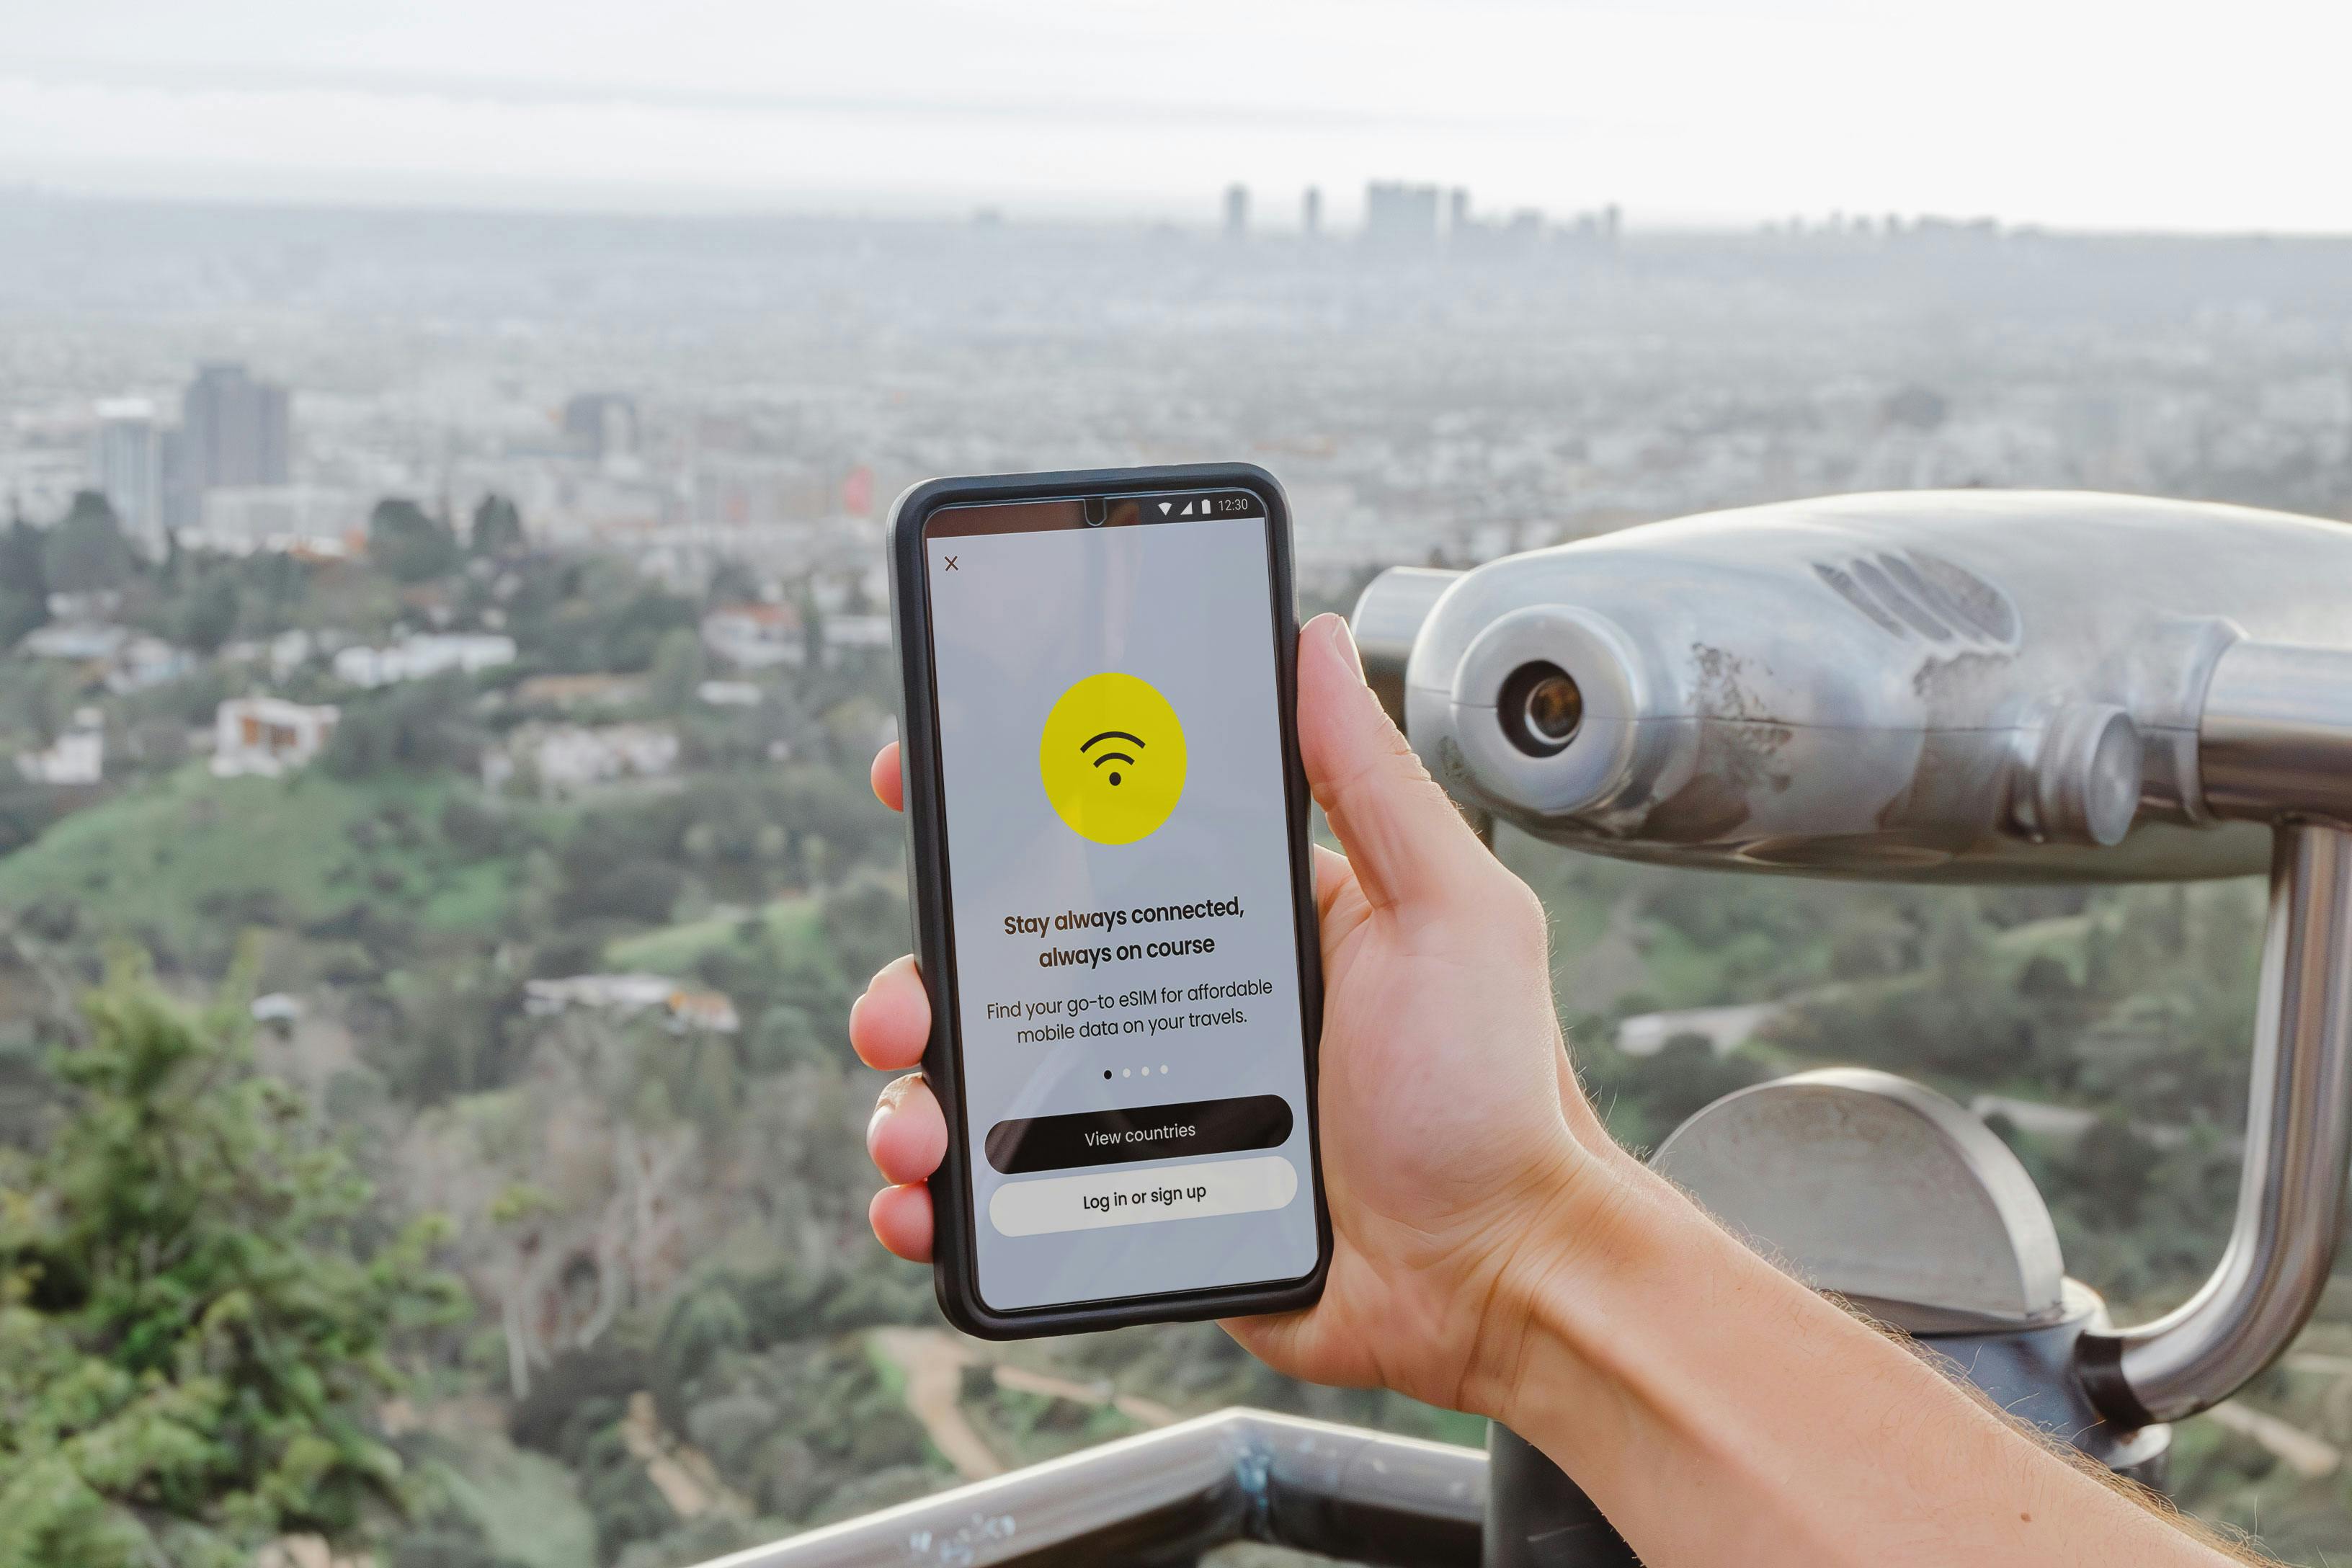 12:30
Stay always connected,
always on course
Find your go-to eSIM for affordable
mobile data on your travels.
View countries
Log in or sign up